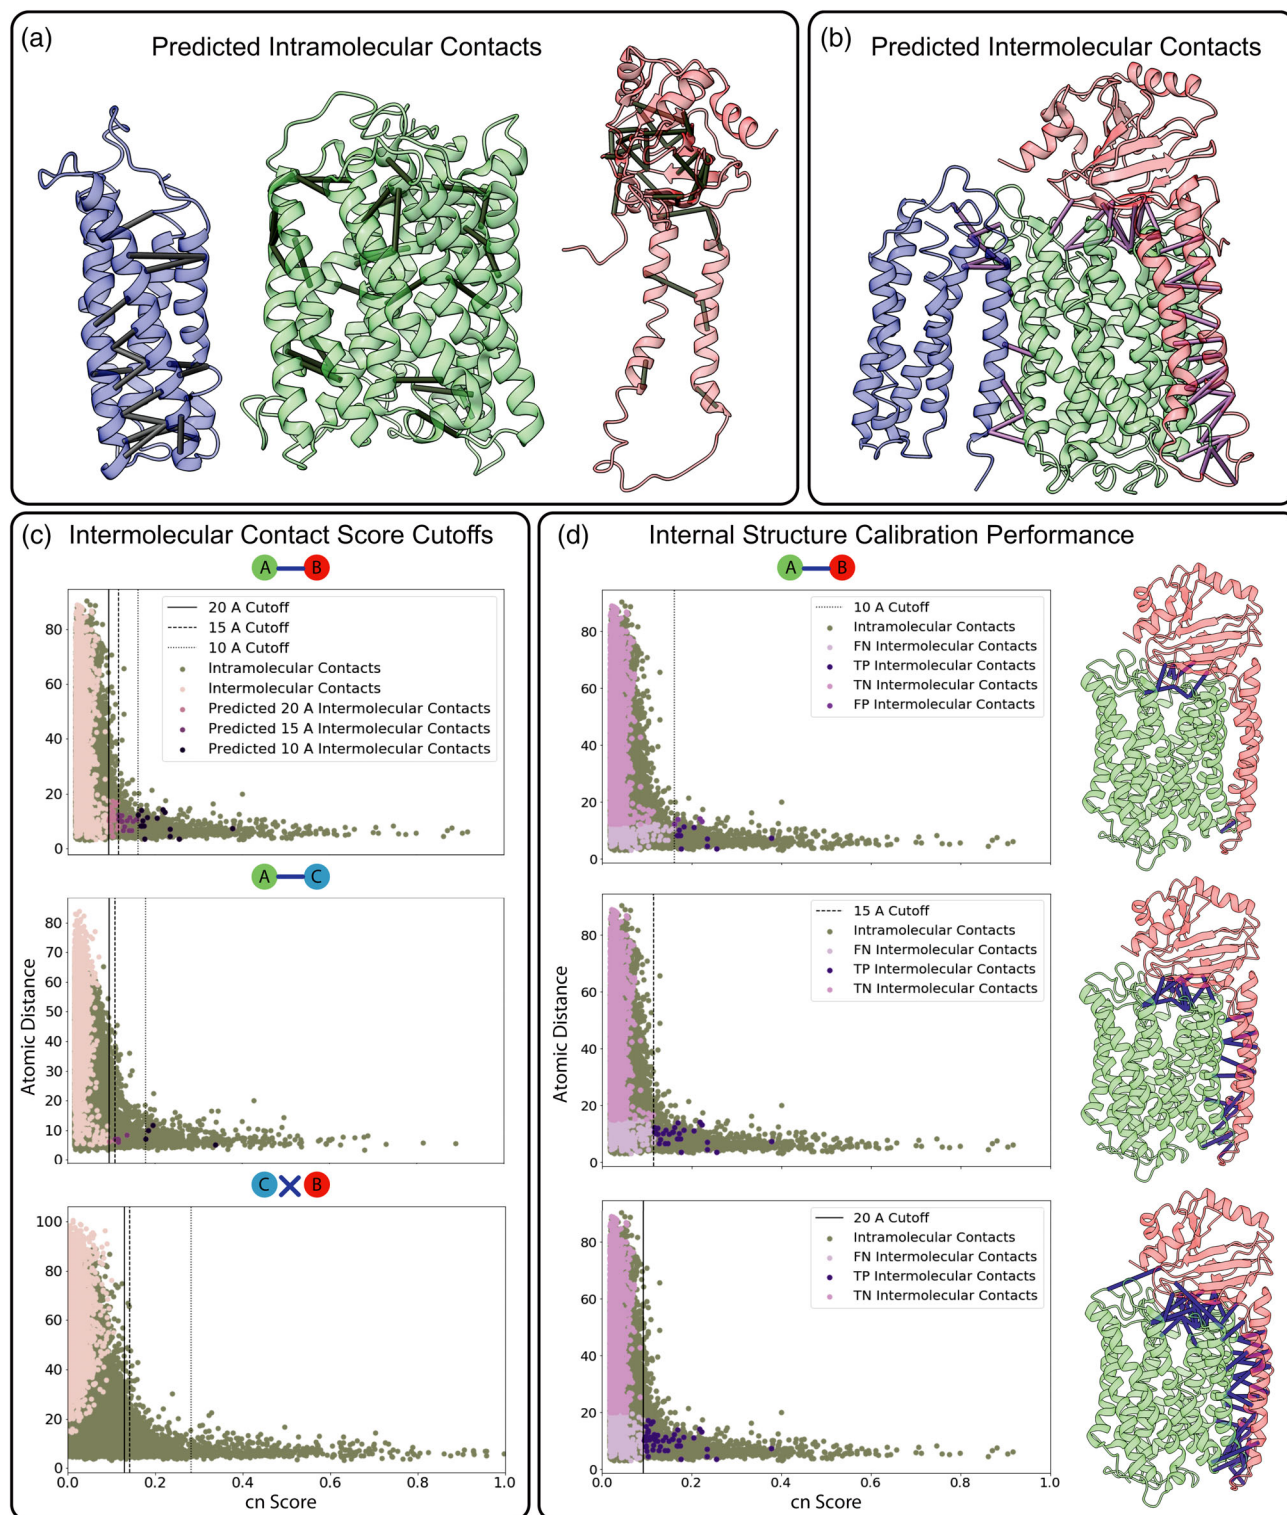 (a)
Predicted Intramolecular Contacts
(b)
Predicted Intermolecular Contacts
(c) Intermolecular Contact Score Cutoffs
A B
20 A Cutoff
15 A Cutoff
10 A Cutoff
Intramolecular Contacts
Intermolecular Contacts
Predicted 20 A Intermolecular Contacts
Predicted 15 A Intermolecular Contacts
Predicted 10 A Intermolecular Contacts
80
60
40
20
0
A C
Atomic Distance
80
70
60
50
40
30
20
10
0
C B
100
80
60
40
20
0
0.0 0.2 0.4 0.6 0.8 1.0
cn Score
(d) Internal Structure Calibration Performance
A B
10 A Cutoff
Intramolecular Contacts
FN Intermolecular Contacts
TP Intermolecular Contacts
TN Intermolecular Contacts
FP Intermolecular Contacts
80
60
40
20
0
Atomic Distance
15 A Cutoff
Intramolecular Contacts
FN Intermolecular Contacts
TP Intermolecular Contacts
TN Intermolecular Contacts
80
60
40
20
0
20 A Cutoff
Intramolecular Contacts
FN Intermolecular Contacts
TP Intermolecular Contacts
TN Intermolecular Contacts
80
60
40
20
0
0.0 0.2 0.4 0.6 0.8 1.0
cn Score